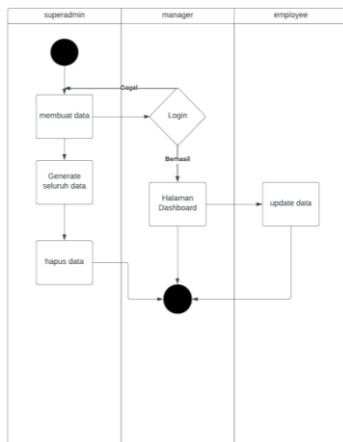 superadmin
manager
employee
Gagal
membuat data
Login
Berhasil
Generate
seluruh data
Halaman
Dashboard
update data
hapus data